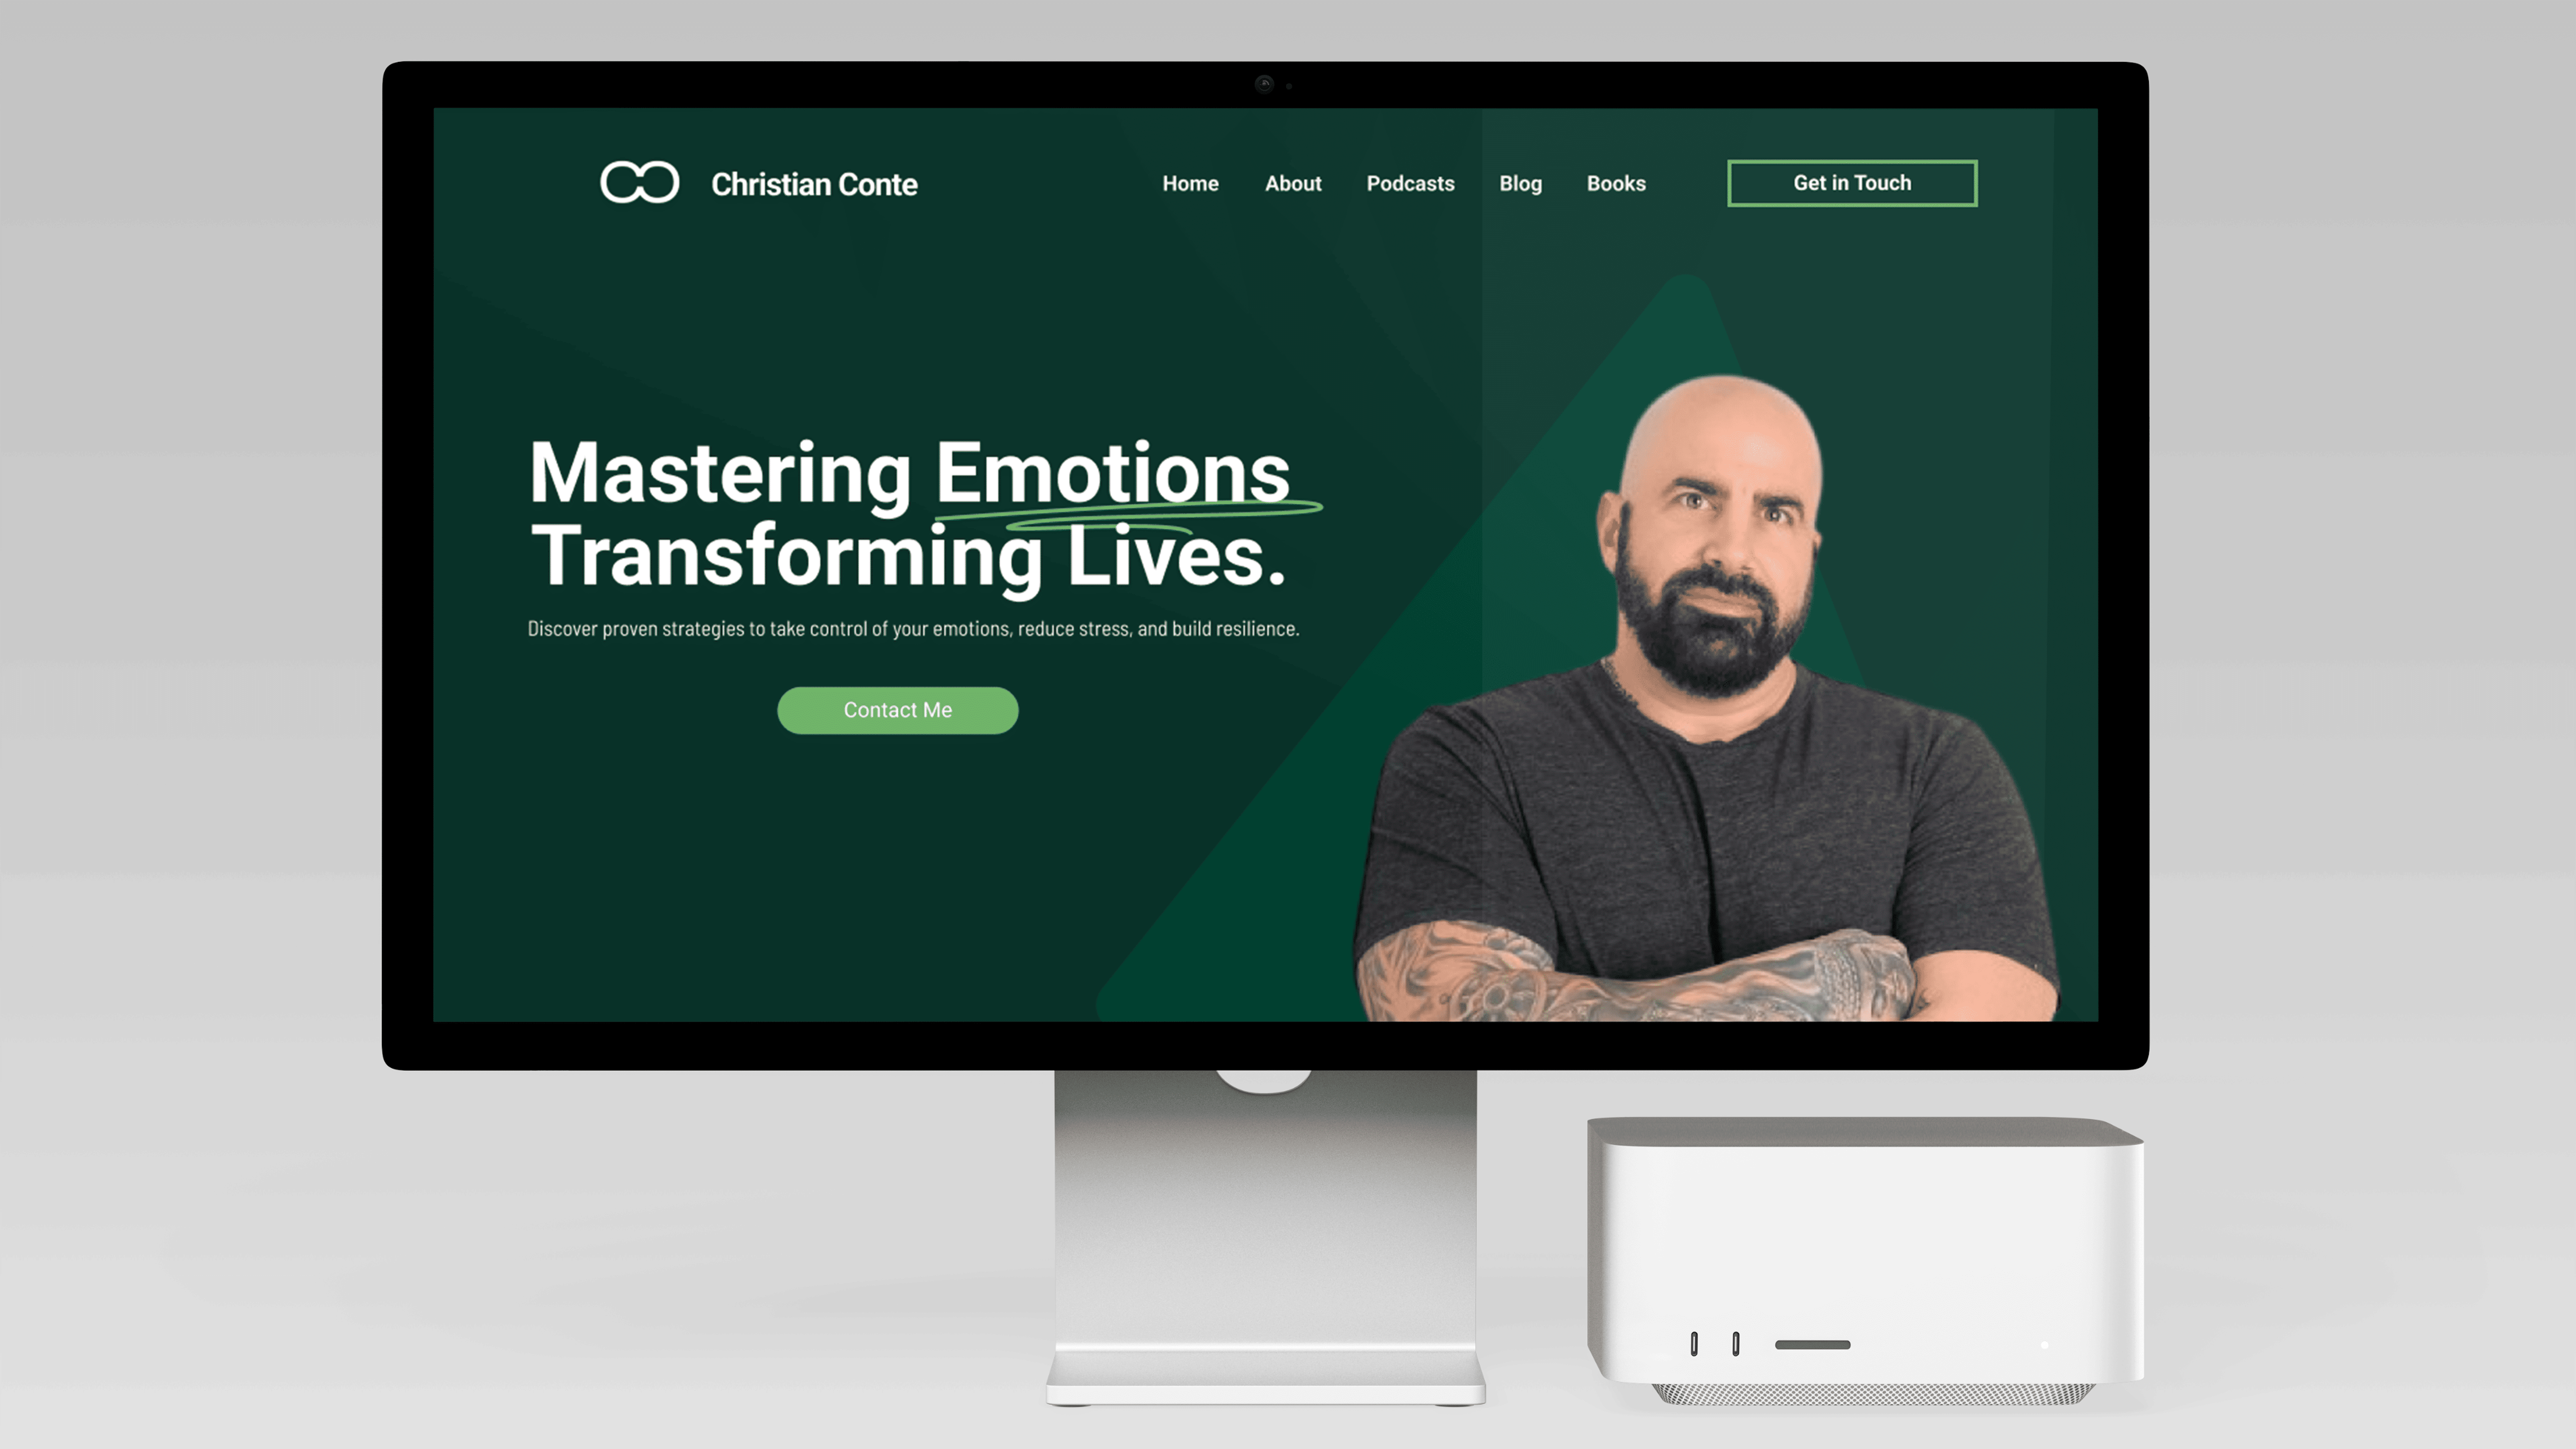 Christian Conte
Home About Podcasts Blog Books Get in Touch
Mastering Emotions
Transforming Lives.
Discover proven strategies to take control of your emotions, reduce stress, and build resilience.
Contact Me